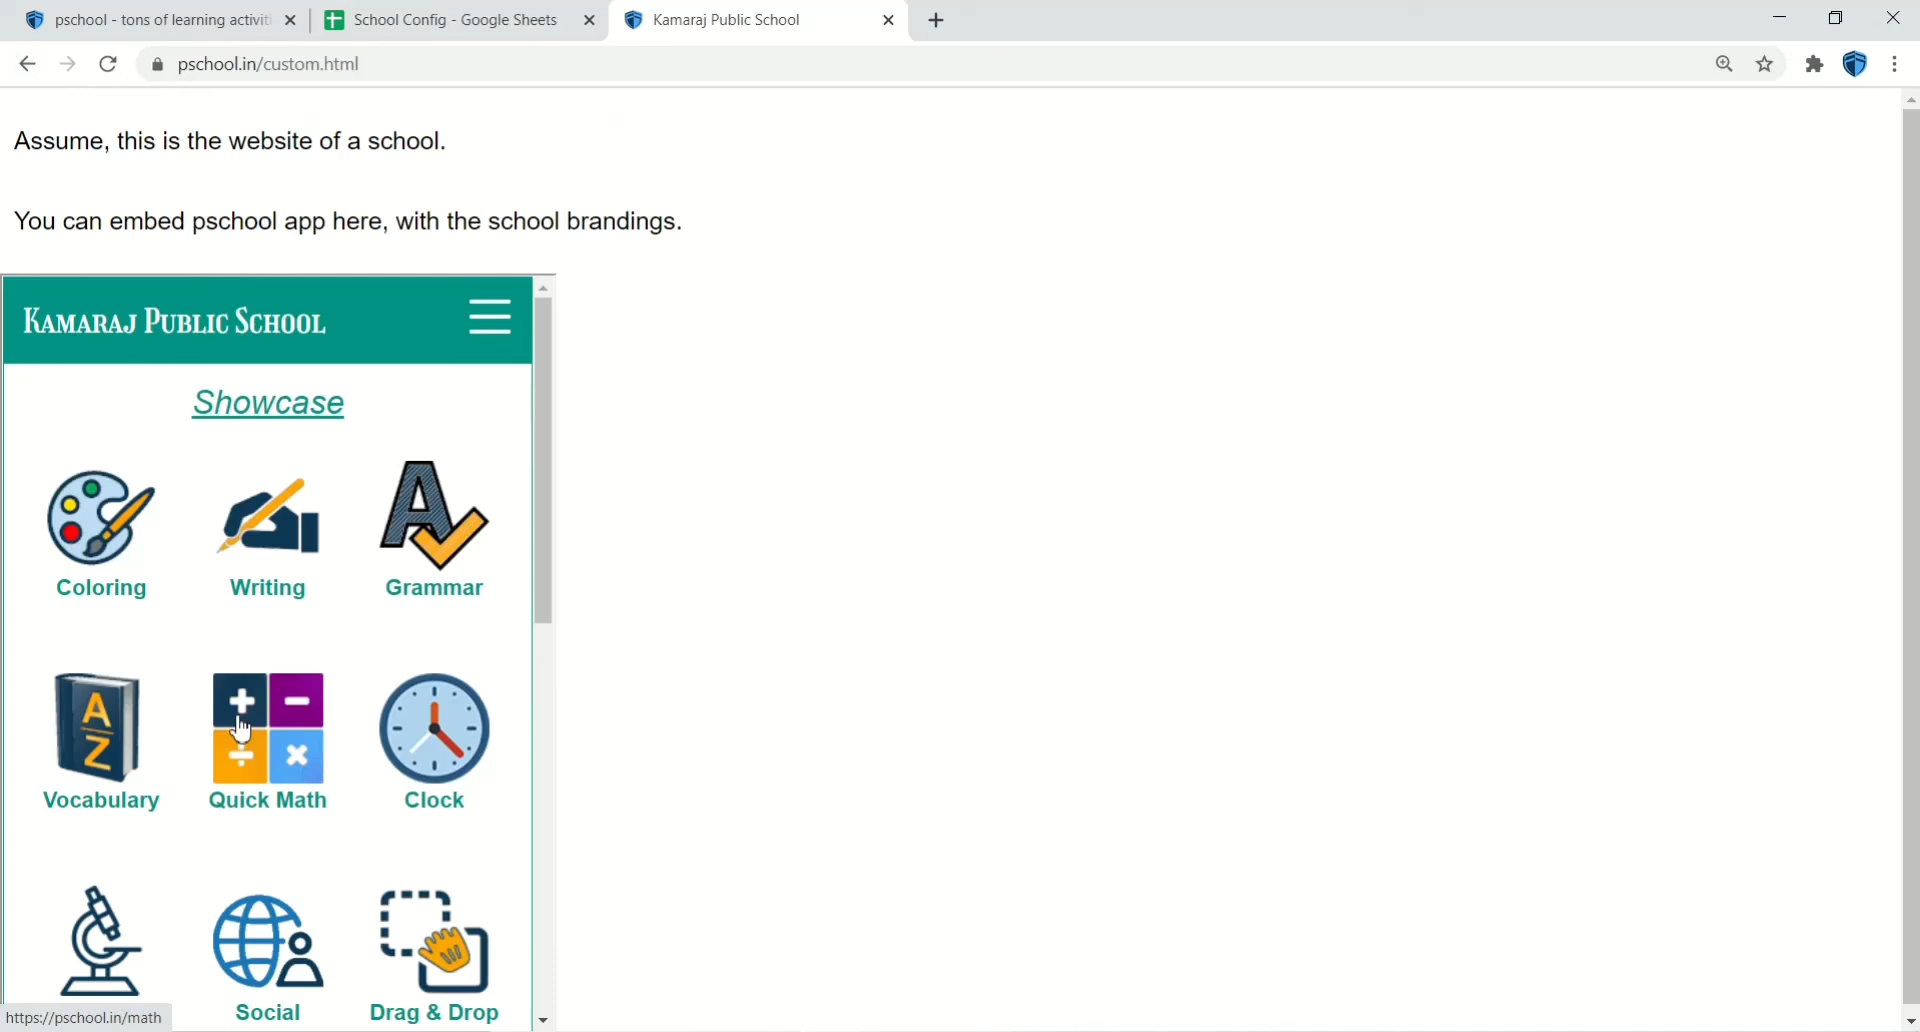 pschool - tons of learning activiti
School Config - Google Sheets
Kamaraj Public School
pschool.in/custom.html
Assume, this is the website of a school.
You can embed pschool app here, with the school brandings.
Kamaraj Public School
Showcase
Coloring Writing Grammar
A
Z
Vocabulary Quick Math Clock
Social Drag & Drop
https://pschool.in/math